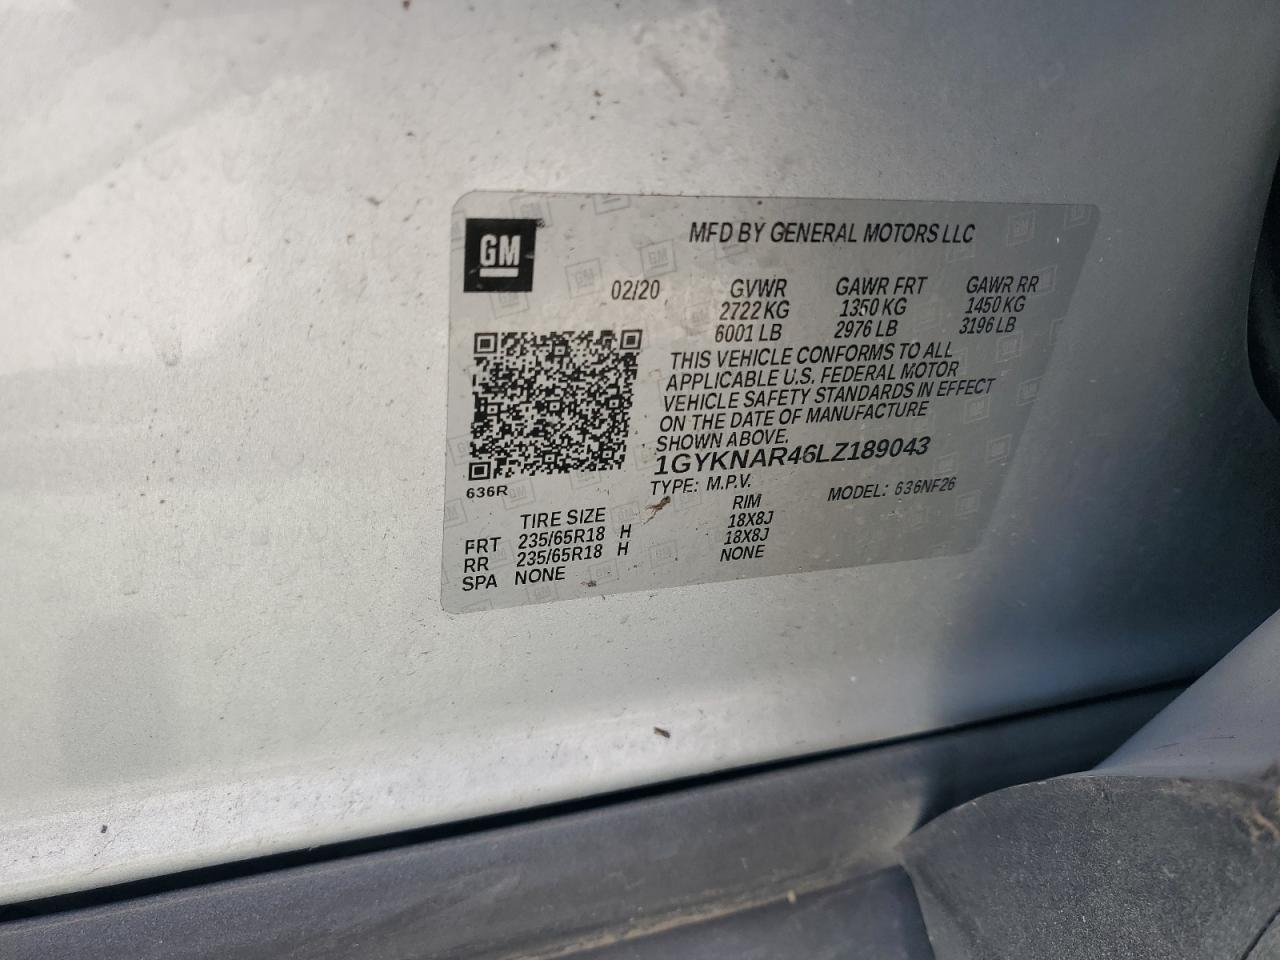 GM
MFD BY GENERAL MOTORS LLC
02/20 GVWR GAWR FRT GAWR RR
2722 KG 1350 KG 1450 KG
6001 LB 2976 LB 3196 LB
THIS VEHICLE CONFORMS TO ALL
APPLICABLE U.S. FEDERAL MOTOR
VEHICLE SAFETY STANDARDS IN EFFECT
ON THE DATE OF MANUFACTURE
SHOWN ABOVE.
1GYKNAR46LZ189043
636R
TYPE: M.P.V. MODEL: 636NF26
TIRE SIZE RIM
FRT 235/65R18 H 18X8J
RR 235/65R18 H 18X8J
SPA NONE NONE